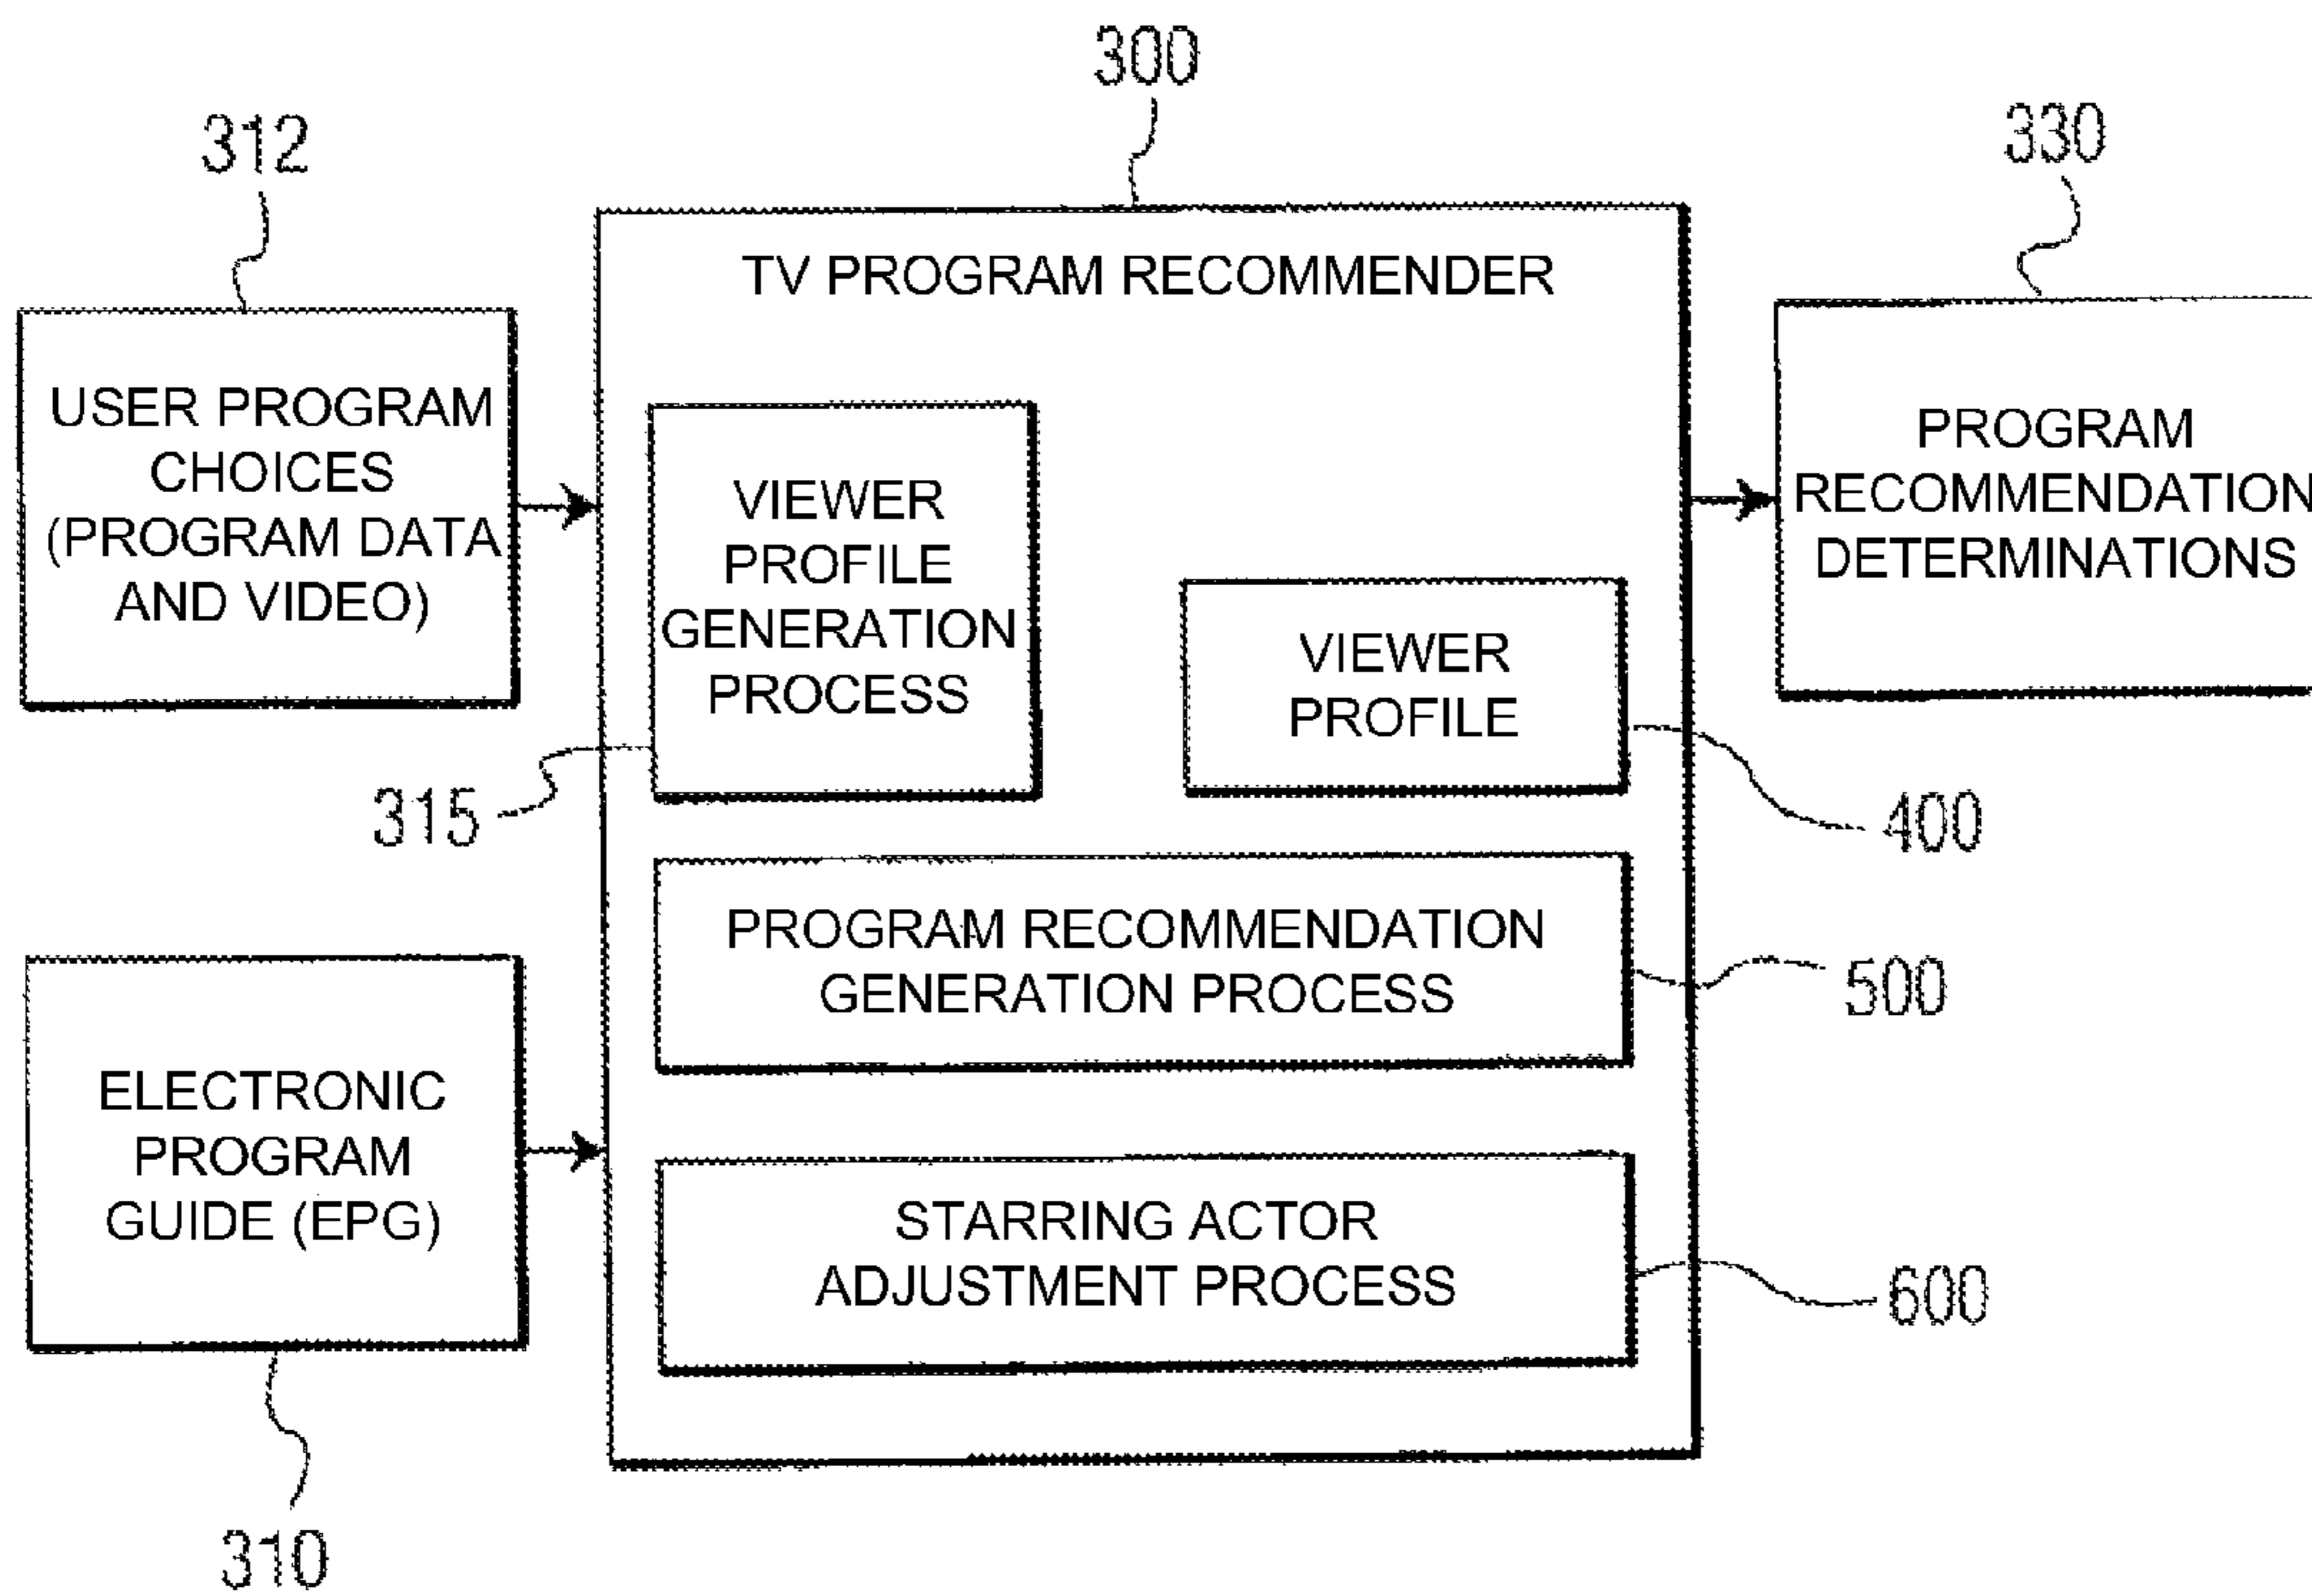 300
312
330
TV PROGRAM RECOMMENDER
USER PROGRAM
CHOICES
(PROGRAM DATA
AND VIDEO)
VIEWER
PROFILE
GENERATION
PROCESS
VIEWER
PROFILE
PROGRAM
RECOMMENDATION
DETERMINATIONS
315
400
PROGRAM RECOMMENDATION
GENERATION PROCESS
500
ELECTRONIC
PROGRAM
GUIDE (EPG)
STARRING ACTOR
ADJUSTMENT PROCESS
600
310